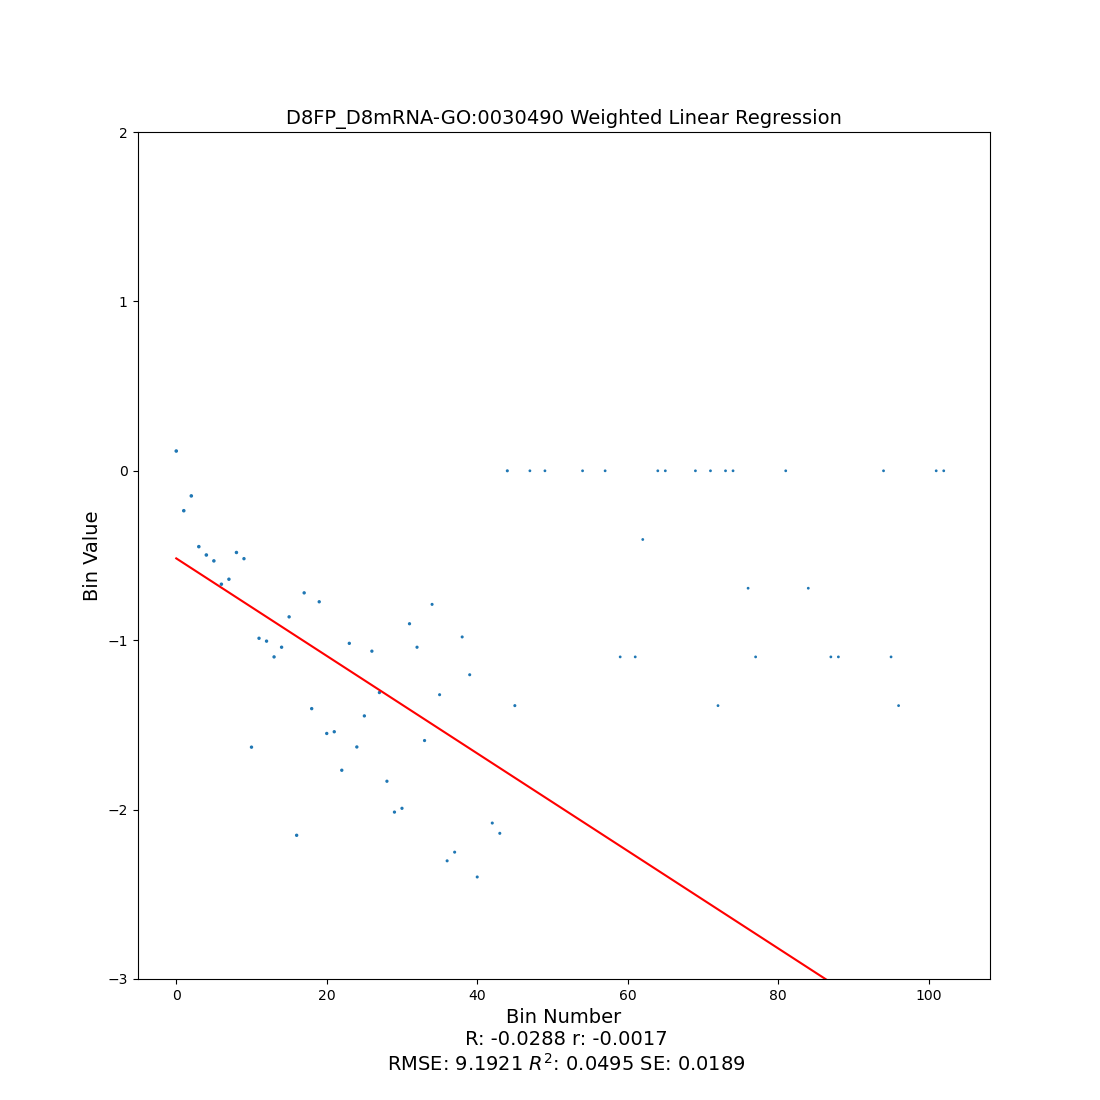 D8FP_D8mRNA-GO:0030490 Weighted Linear Regression
2
1
0
−1
−2
−3
Bin Value
0 20 40 60 80 100
Bin Number
R: -0.0288 r: -0.0017
RMSE: 9.1921 R²: 0.0495 SE: 0.0189